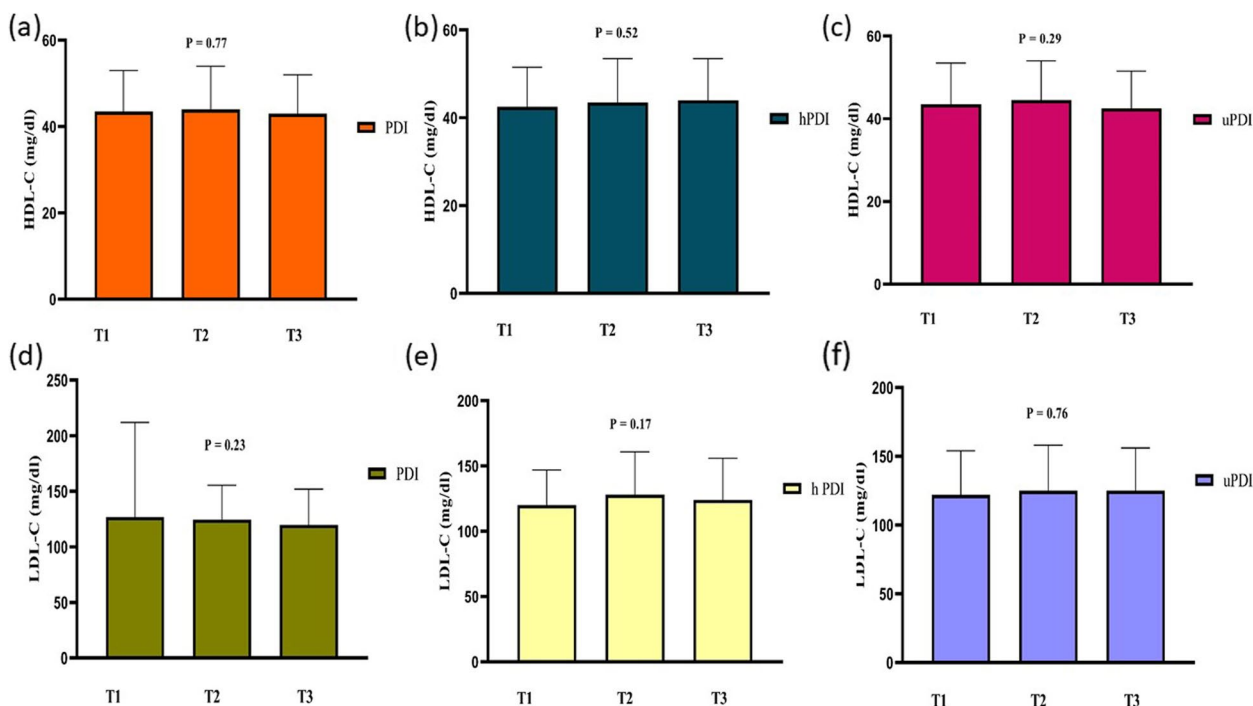 (a)
P = 0.77
60
40
20
0
HDL-C (mg/dl)
T1 T2 T3
PDI
(b)
P = 0.52
60
40
20
0
HDL-C (mg/dl)
T1 T2 T3
hPDI
(c)
P = 0.29
60
40
20
0
HDL-C (mg/dl)
T1 T2 T3
uPDI
(d)
P = 0.23
250
200
150
100
50
0
LDL-C (mg/dl)
T1 T2 T3
PDI
(e)
P = 0.17
200
150
100
50
0
LDL-C (mg/dl)
T1 T2 T3
h PDI
(f)
P = 0.76
200
150
100
50
0
LDL-C (mg/dl)
T1 T2 T3
uPDI